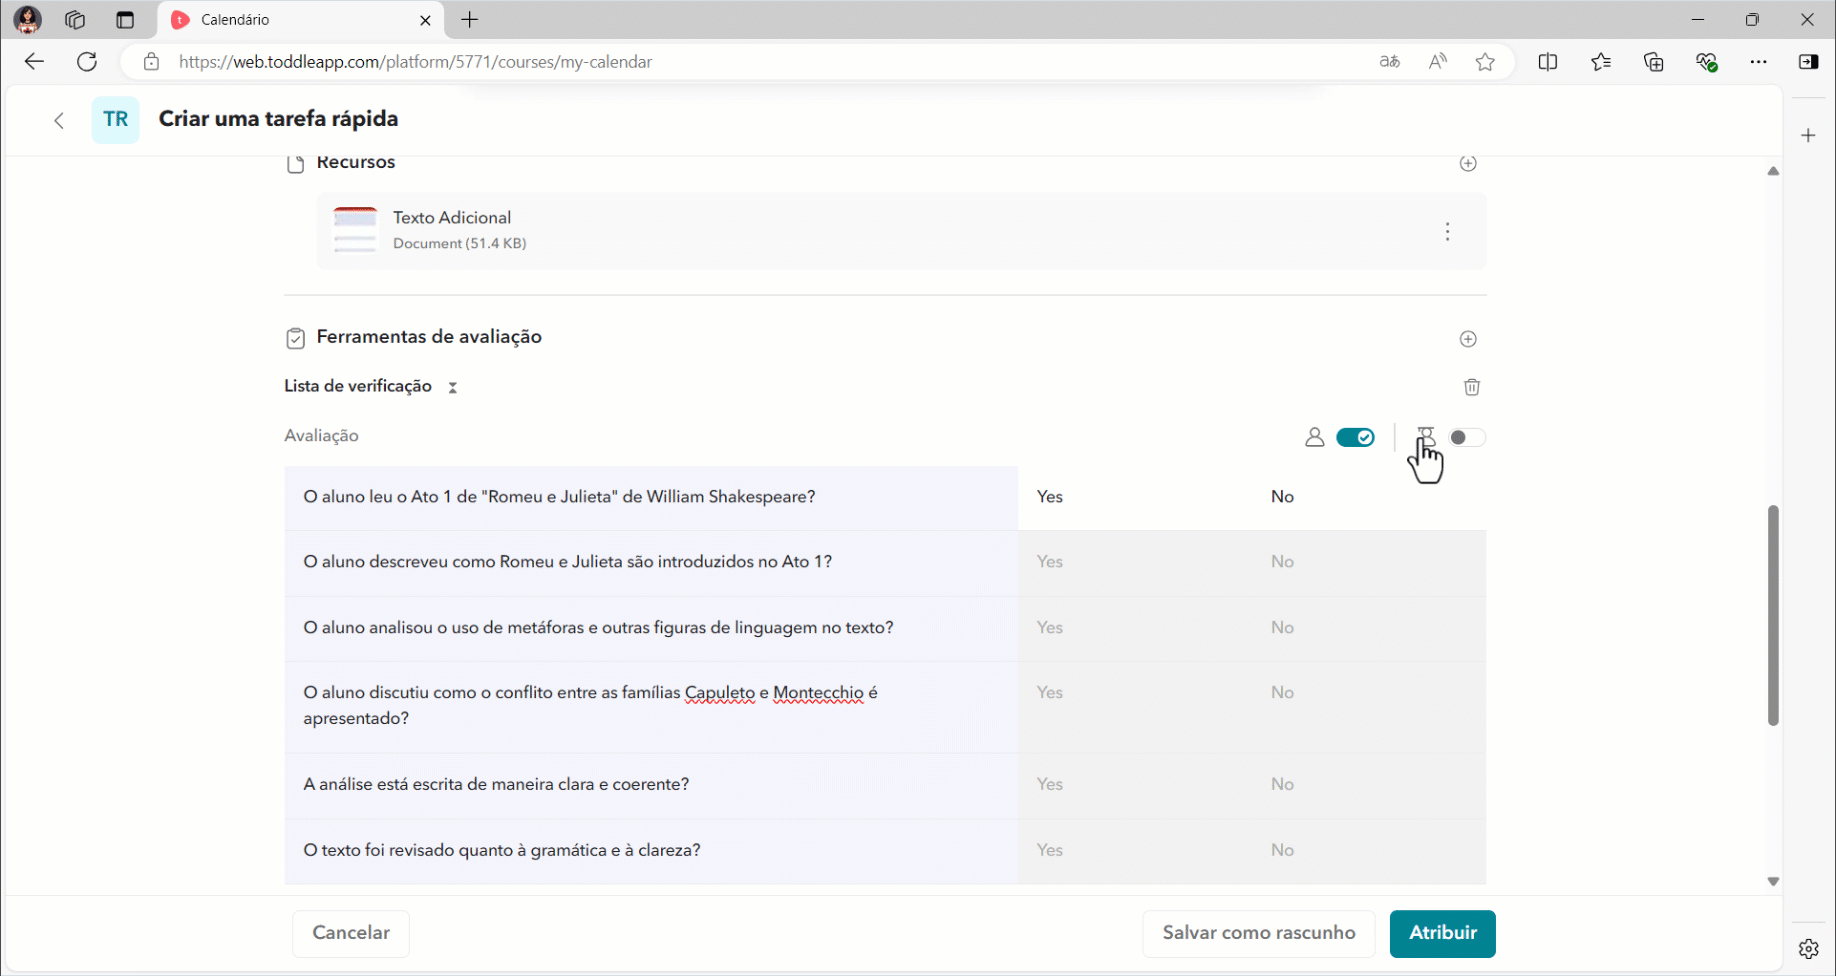 Calendário
https://web.toddleapp.com/platform/5771/courses/my-calendar
TR Criar uma tarefa rápida
Recursos
Texto Adicional
Document (51.4 KB)
Ferramentas de avaliação
Lista de verificação
Avaliação
O aluno leu o Ato 1 de "Romeu e Julieta" de William Shakespeare? Yes No
O aluno descreveu como Romeu e Julieta são introduzidos no Ato 1? Yes No
O aluno analisou o uso de metáforas e outras figuras de linguagem no texto? Yes No
O aluno discutiu como o conflito entre as famílias Capuleto e Montecchio é Yes No
apresentado?
A análise está escrita de maneira clara e coerente? Yes No
O texto foi revisado quanto à gramática e à clareza? Yes No
Cancelar Salvar como rascunho Atribuir